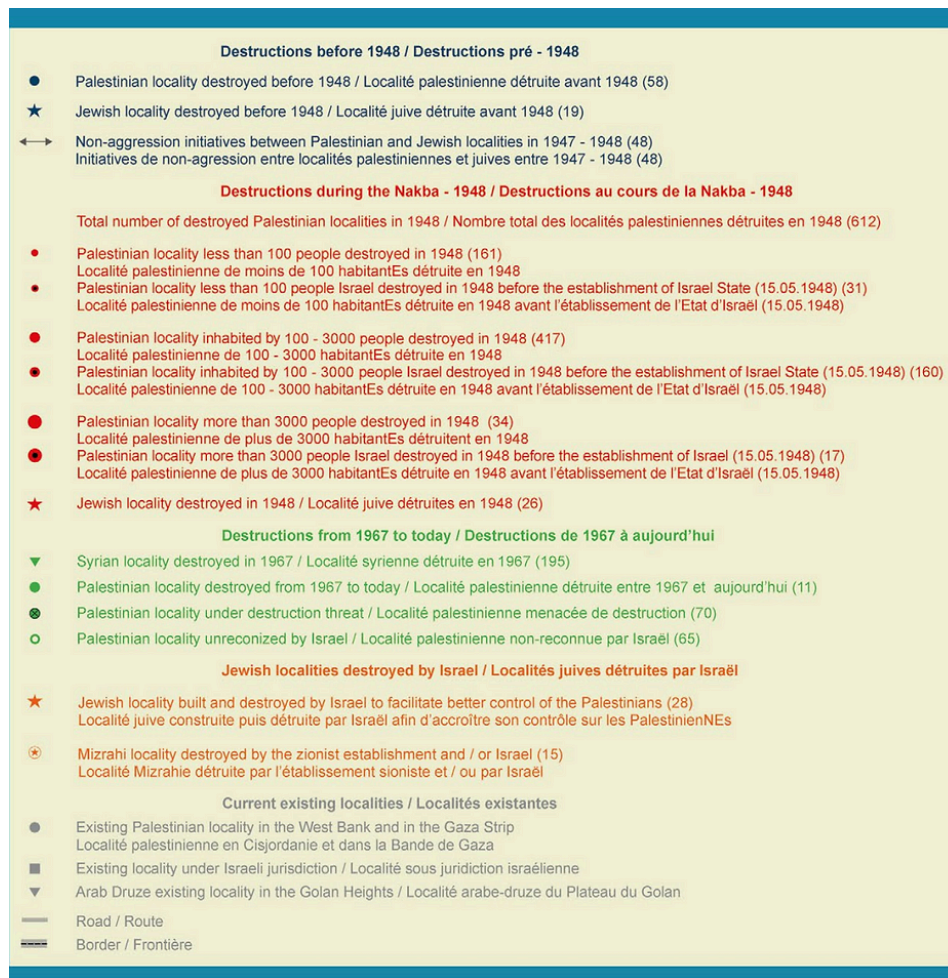 Destructions before 1948 / Destructions pré - 1948
Palestinian locality destroyed before 1948 / Localité palestinienne détruite avant 1948 (58)
Jewish locality destroyed before 1948 / Localité juive détruite avant 1948 (19)
Non-aggression initiatives between Palestinian and Jewish localities in 1947 - 1948 (48)
Initiatives de non-agression entre localités palestiniennes et juives entre 1947 - 1948 (48)
Destructions during the Nakba - 1948 / Destructions au cours de la Nakba - 1948
Total number of destroyed Palestinian localities in 1948 / Nombre total des localités palestiniennes détruites en 1948 (612)
Palestinian locality less than 100 people destroyed in 1948 (161)
Localité palestinienne de moins de 100 habitantEs détruite en 1948
Palestinian locality less than 100 people Israel destroyed in 1948 before the establishment of Israel State (15.05.1948) (31)
Localité palestinienne de moins de 100 habitantEs détruite en 1948 avant l'établissement de l'Etat d'Israël (15.05.1948)
Palestinian locality inhabited by 100 - 3000 people destroyed in 1948 (417)
Localité palestinienne de 100 - 3000 habitantEs détruite en 1948
Palestinian locality inhabited by 100 - 3000 people Israel destroyed in 1948 before the establishment of Israel State (15.05.1948) (160)
Localité palestinienne de 100 - 3000 habitantEs détruite en 1948 avant l'établissement de l'Etat d'Israël (15.05.1948)
Palestinian locality more than 3000 people destroyed in 1948 (34)
Localité palestinienne de plus de 3000 habitantEs détruitent en 1948
Palestinian locality more than 3000 people Israel destroyed in 1948 before the establishment of Israel (15.05.1948) (17)
Localité palestinienne de plus de 3000 habitantEs détruite en 1948 avant l'établissement de l'Etat d'Israël (15.05.1948)
Jewish locality destroyed in 1948 / Localité juive détruites en 1948 (26)
Destructions from 1967 to today / Destructions de 1967 à aujourd'hui
Syrian locality destroyed in 1967 / Localité syrienne détruite en 1967 (195)
Palestinian locality destroyed from 1967 to today / Localité palestinienne détruite entre 1967 et aujourd'hui (11)
Palestinian locality under destruction threat / Localité palestinienne menacée de destruction (70)
Palestinian locality unreconized by Israel / Localité palestinienne non-reconnue par Israël (65)
Jewish localities destroyed by Israel / Localités juives détruites par Israël
Jewish locality built and destroyed by Israel to facilitate better control of the Palestinians (28)
Localité juive construite puis détruite par Israël afin d'accroître son contrôle sur les PalestinienNEs
Mizrahi locality destroyed by the zionist establishment and / or Israel (15)
Localité Mizrahie détruite par l'établissement sioniste et / ou par Israël
Current existing localities / Localités existantes
Existing Palestinian locality in the West Bank and in the Gaza Strip
Localité palestinienne en Cisjordanie et dans la Bande de Gaza
Existing locality under Israeli jurisdiction / Localité sous juridiction israélienne
Arab Druze existing locality in the Golan Heights / Localité arabe-druze du Plateau du Golan
Road / Route
Border / Frontière